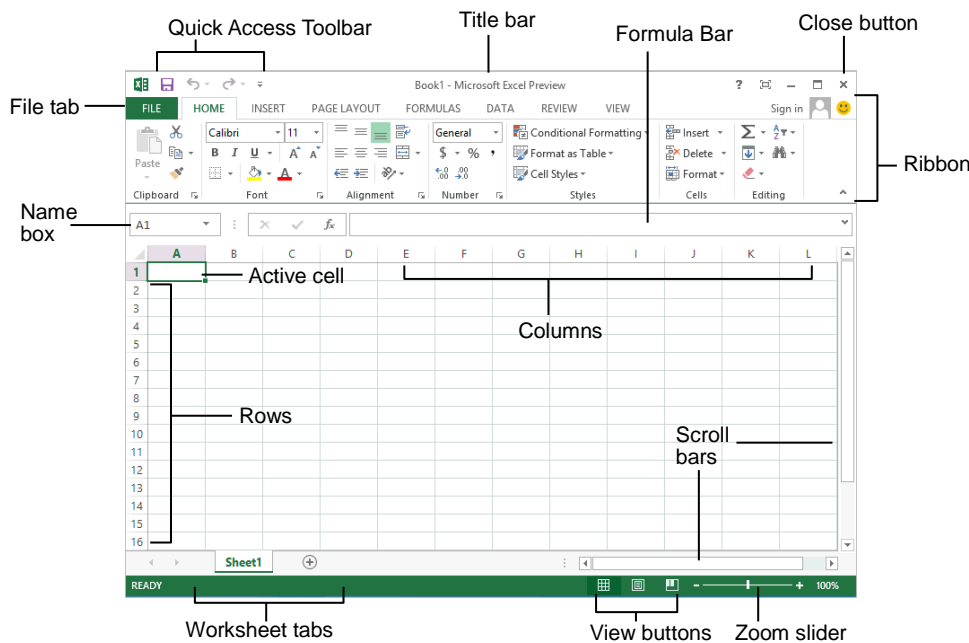 Quick Access Toolbar
Title bar
Formula Bar
Close button
Book1 - Microsoft Excel Preview
?
File tab
FILE HOME INSERT PAGE LAYOUT FORMULAS DATA REVIEW VIEW Sign in
Calibri 11 General Conditional Formatting Insert
Paste B I U A A $ % , Format as Table Delete
A Cell Styles Format
Clipboard Font Alignment Number Styles Cells Editing
Ribbon
Name
box
A1 fx
A B C D E F G H I J K L
1
Active cell
2
3
4
Columns
5
6
7
8
9
Rows
10
Scroll
bars
11
12
13
14
15
16
Sheet1
READY 100%
Worksheet tabs
View buttons
Zoom slider